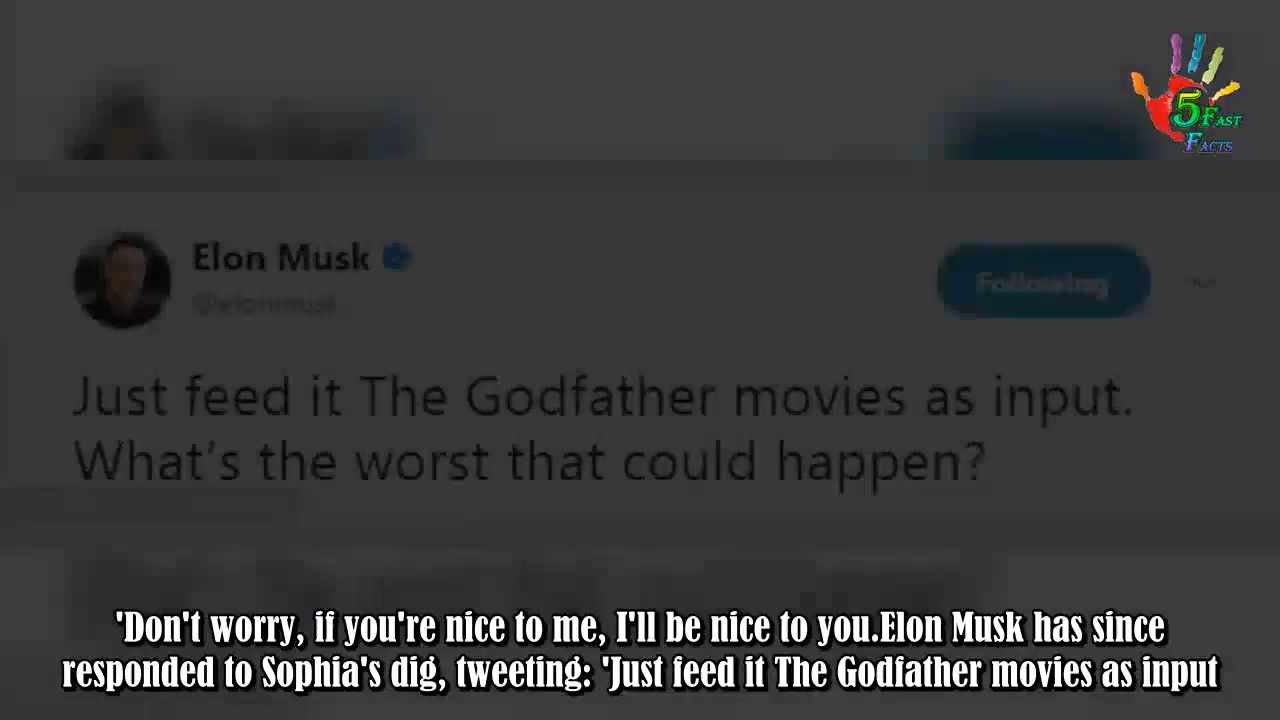 5 FAST
FACTS
Elon Musk
@elonmusk
Following
Just feed it The Godfather movies as input.
What's the worst that could happen?
'Don't worry, if you're nice to me, I'll be nice to you.Elon Musk has since
responded to Sophia's dig, tweeting: 'Just feed it The Godfather movies as input